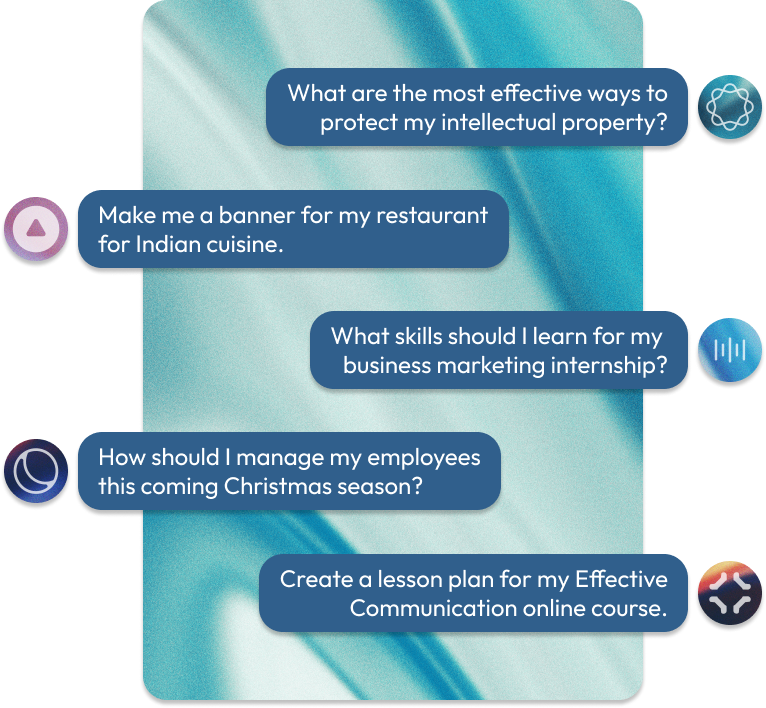 What are the most effective ways to
protect my intellectual property?
Make me a banner for my restaurant
for Indian cuisine.
What skills should I learn for my
business marketing internship?
How should I manage my employees
this coming Christmas season?
Create a lesson plan for my Effective
Communication online course.